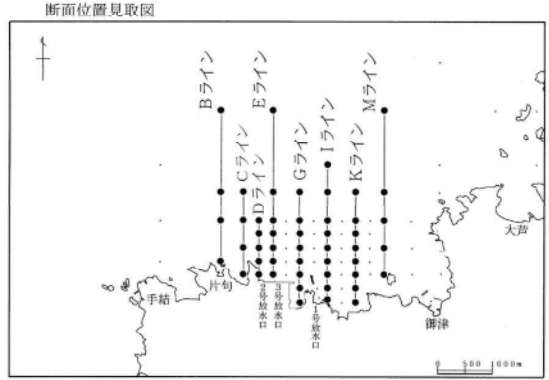 断面位置見取図
Bライン
Cライン
Dライン
Eライン
Gライン
Iライン
Kライン
Mライン
大芦
手結
片句
2号放水口
3号放水口
1号放水口
御津
0 500 1000m